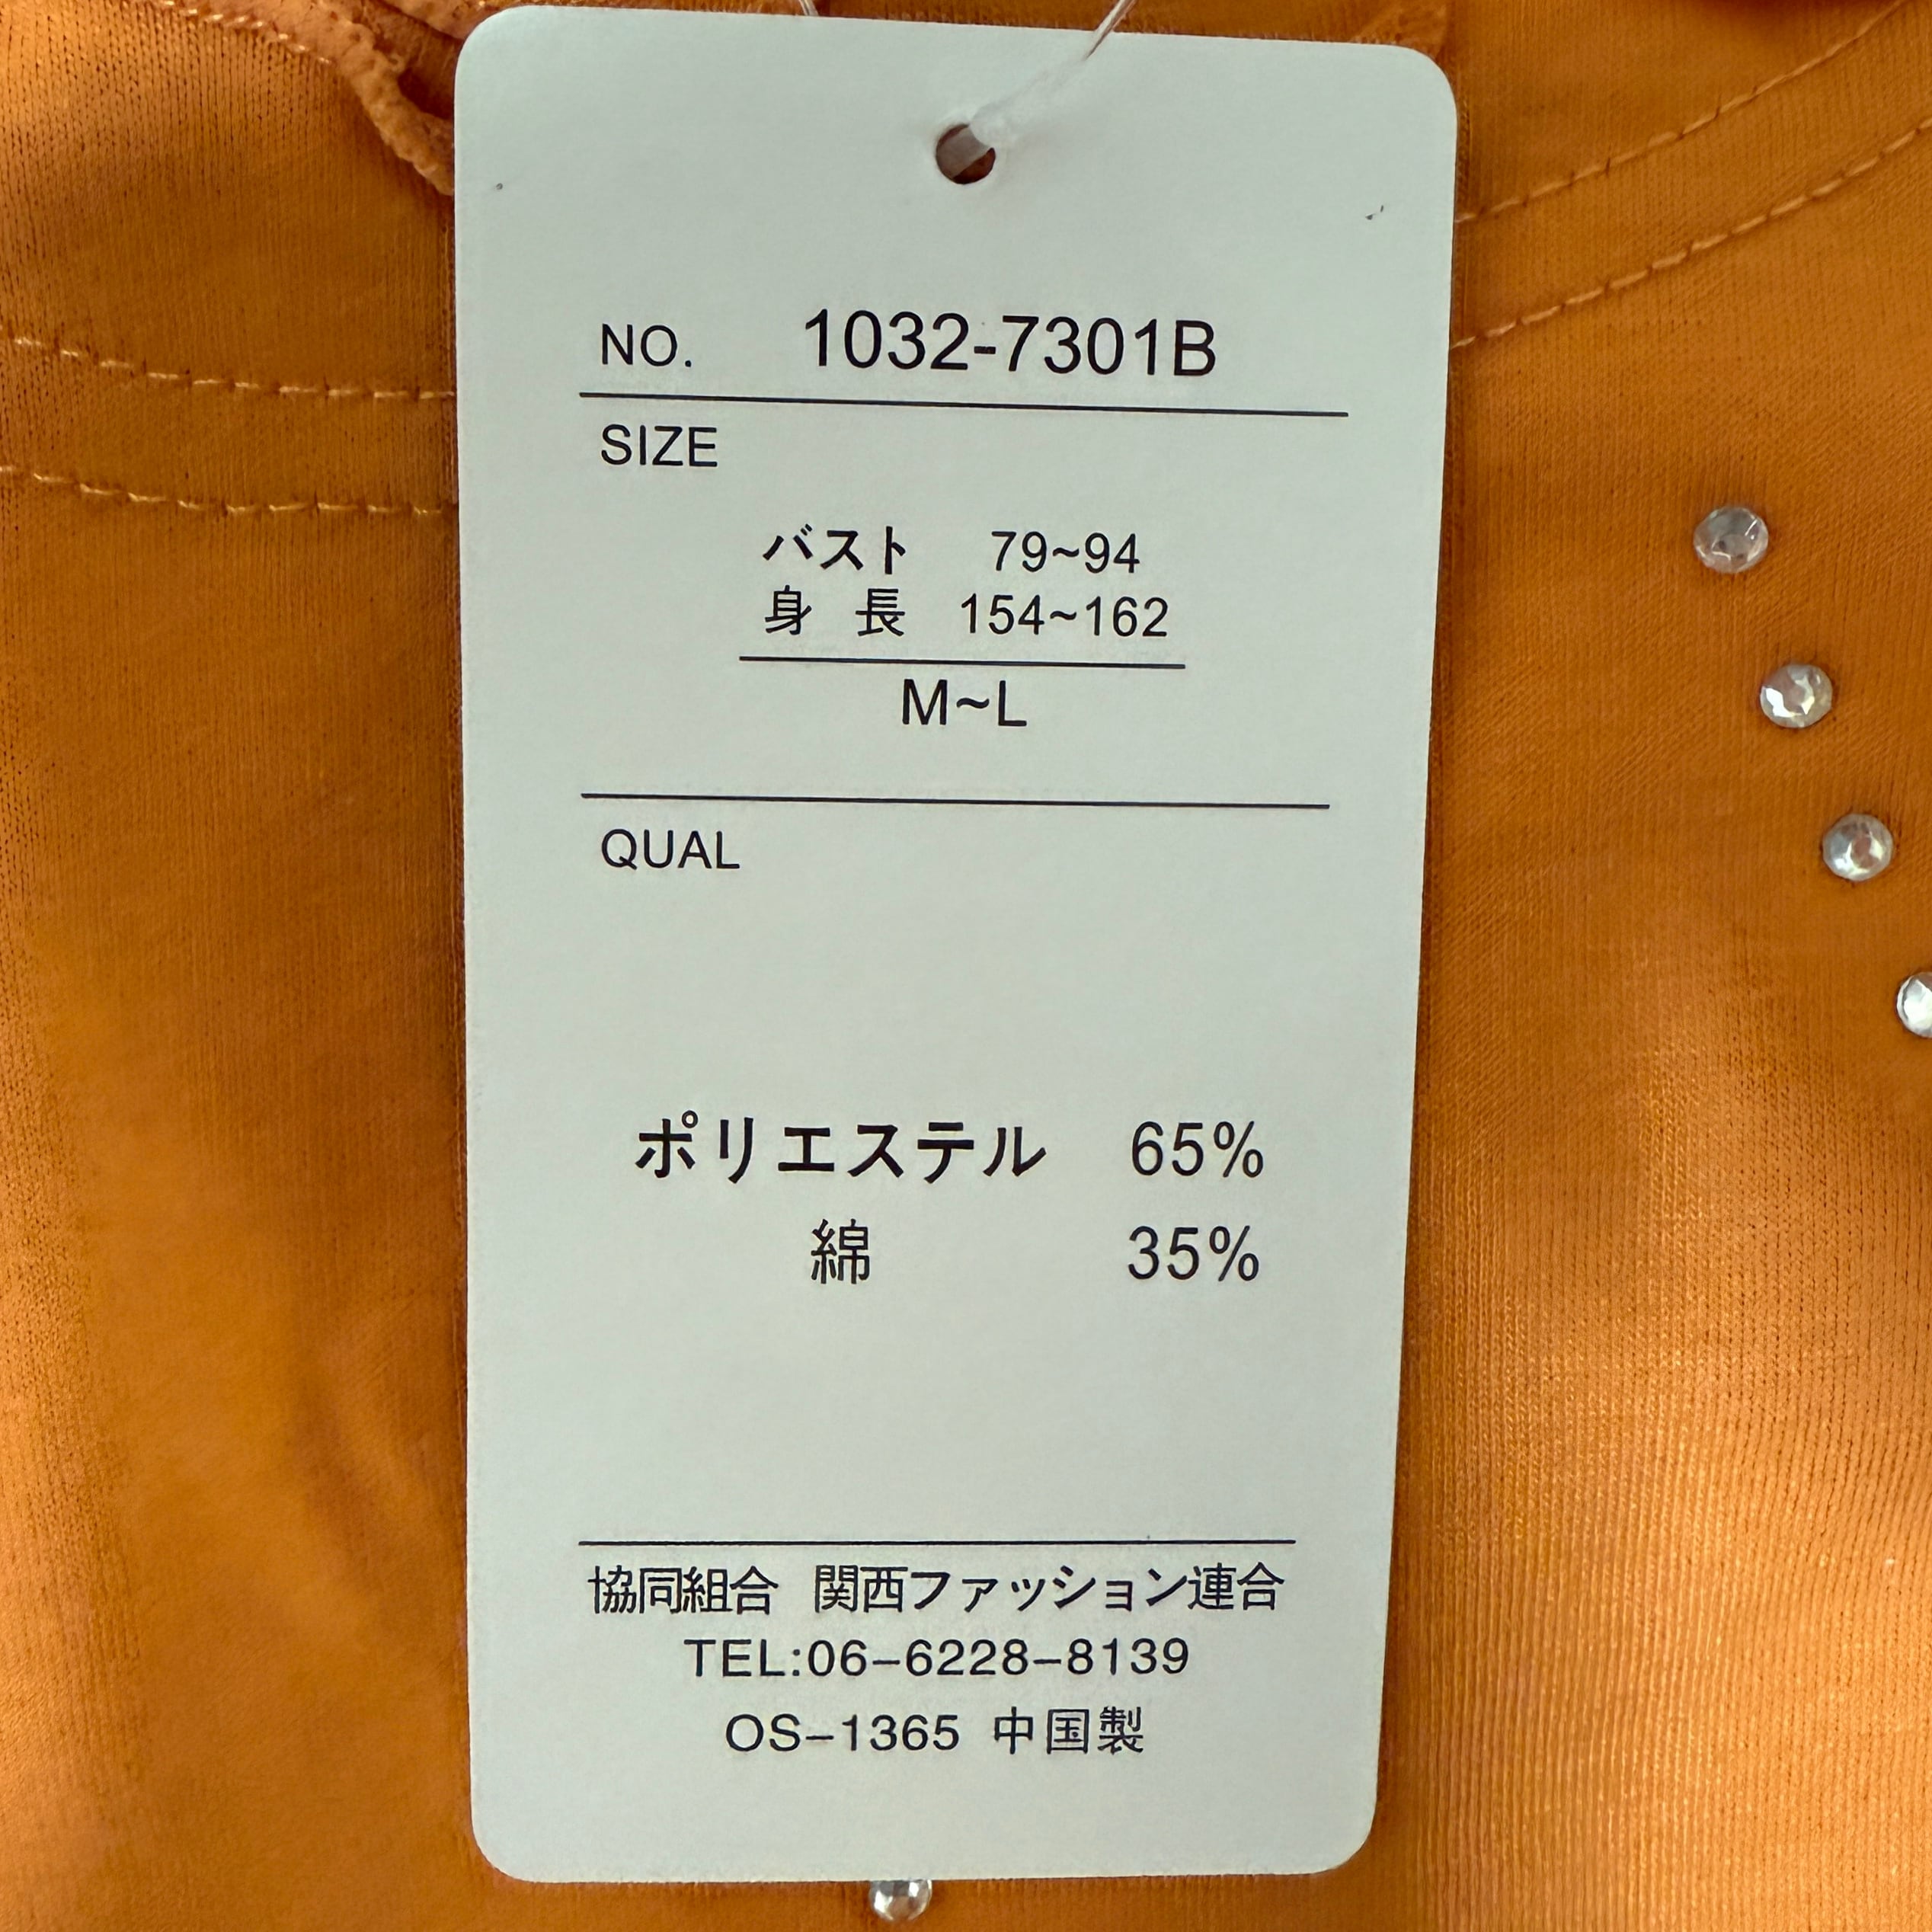 NO. 1032-7301B
SIZE
バスト 79~94
身長 154~162
M~L
QUAL
ポリエステル 65%
綿 35%
協同組合 関西ファッション連合
TEL:06-6228-8139
OS-1365 中国製